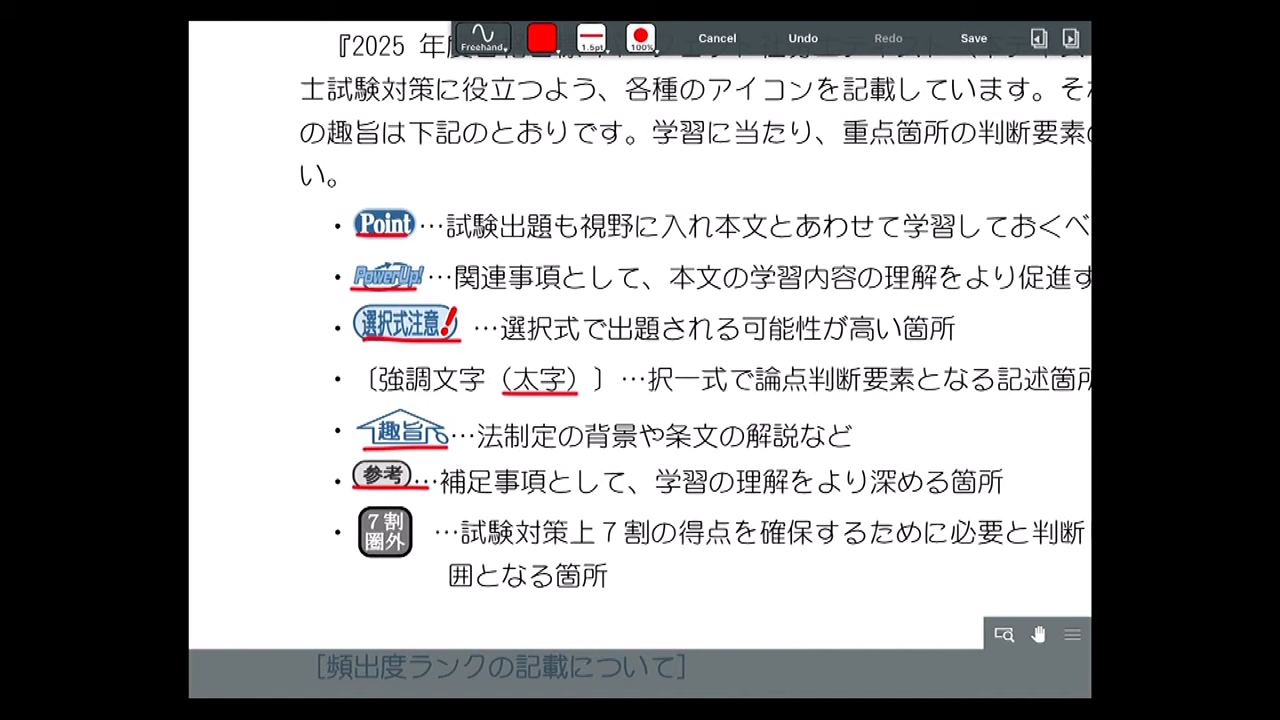 Freehand
1.5pt
100%
Cancel
Undo
Redo
Save
『2025 年度
士試験対策に役立つよう、各種のアイコンを記載しています。そ
の趣旨は下記のとおりです。学習に当たり、重点箇所の判断要素
い。
・Point…試験出題も視野に入れ本文とあわせて学習しておくべ
・PowerUp!…関連事項として、本文の学習内容の理解をより促進す
・選択式注意!…選択式で出題される可能性が高い箇所
・〔強調文字（太字）〕…択一式で論点判断要素となる記述箇所
・趣旨…法制定の背景や条文の解説など
・参考…補足事項として、学習の理解をより深める箇所
・7割圏外…試験対策上７割の得点を確保するために必要と判断
囲となる箇所
[頻出度ランクの記載について]